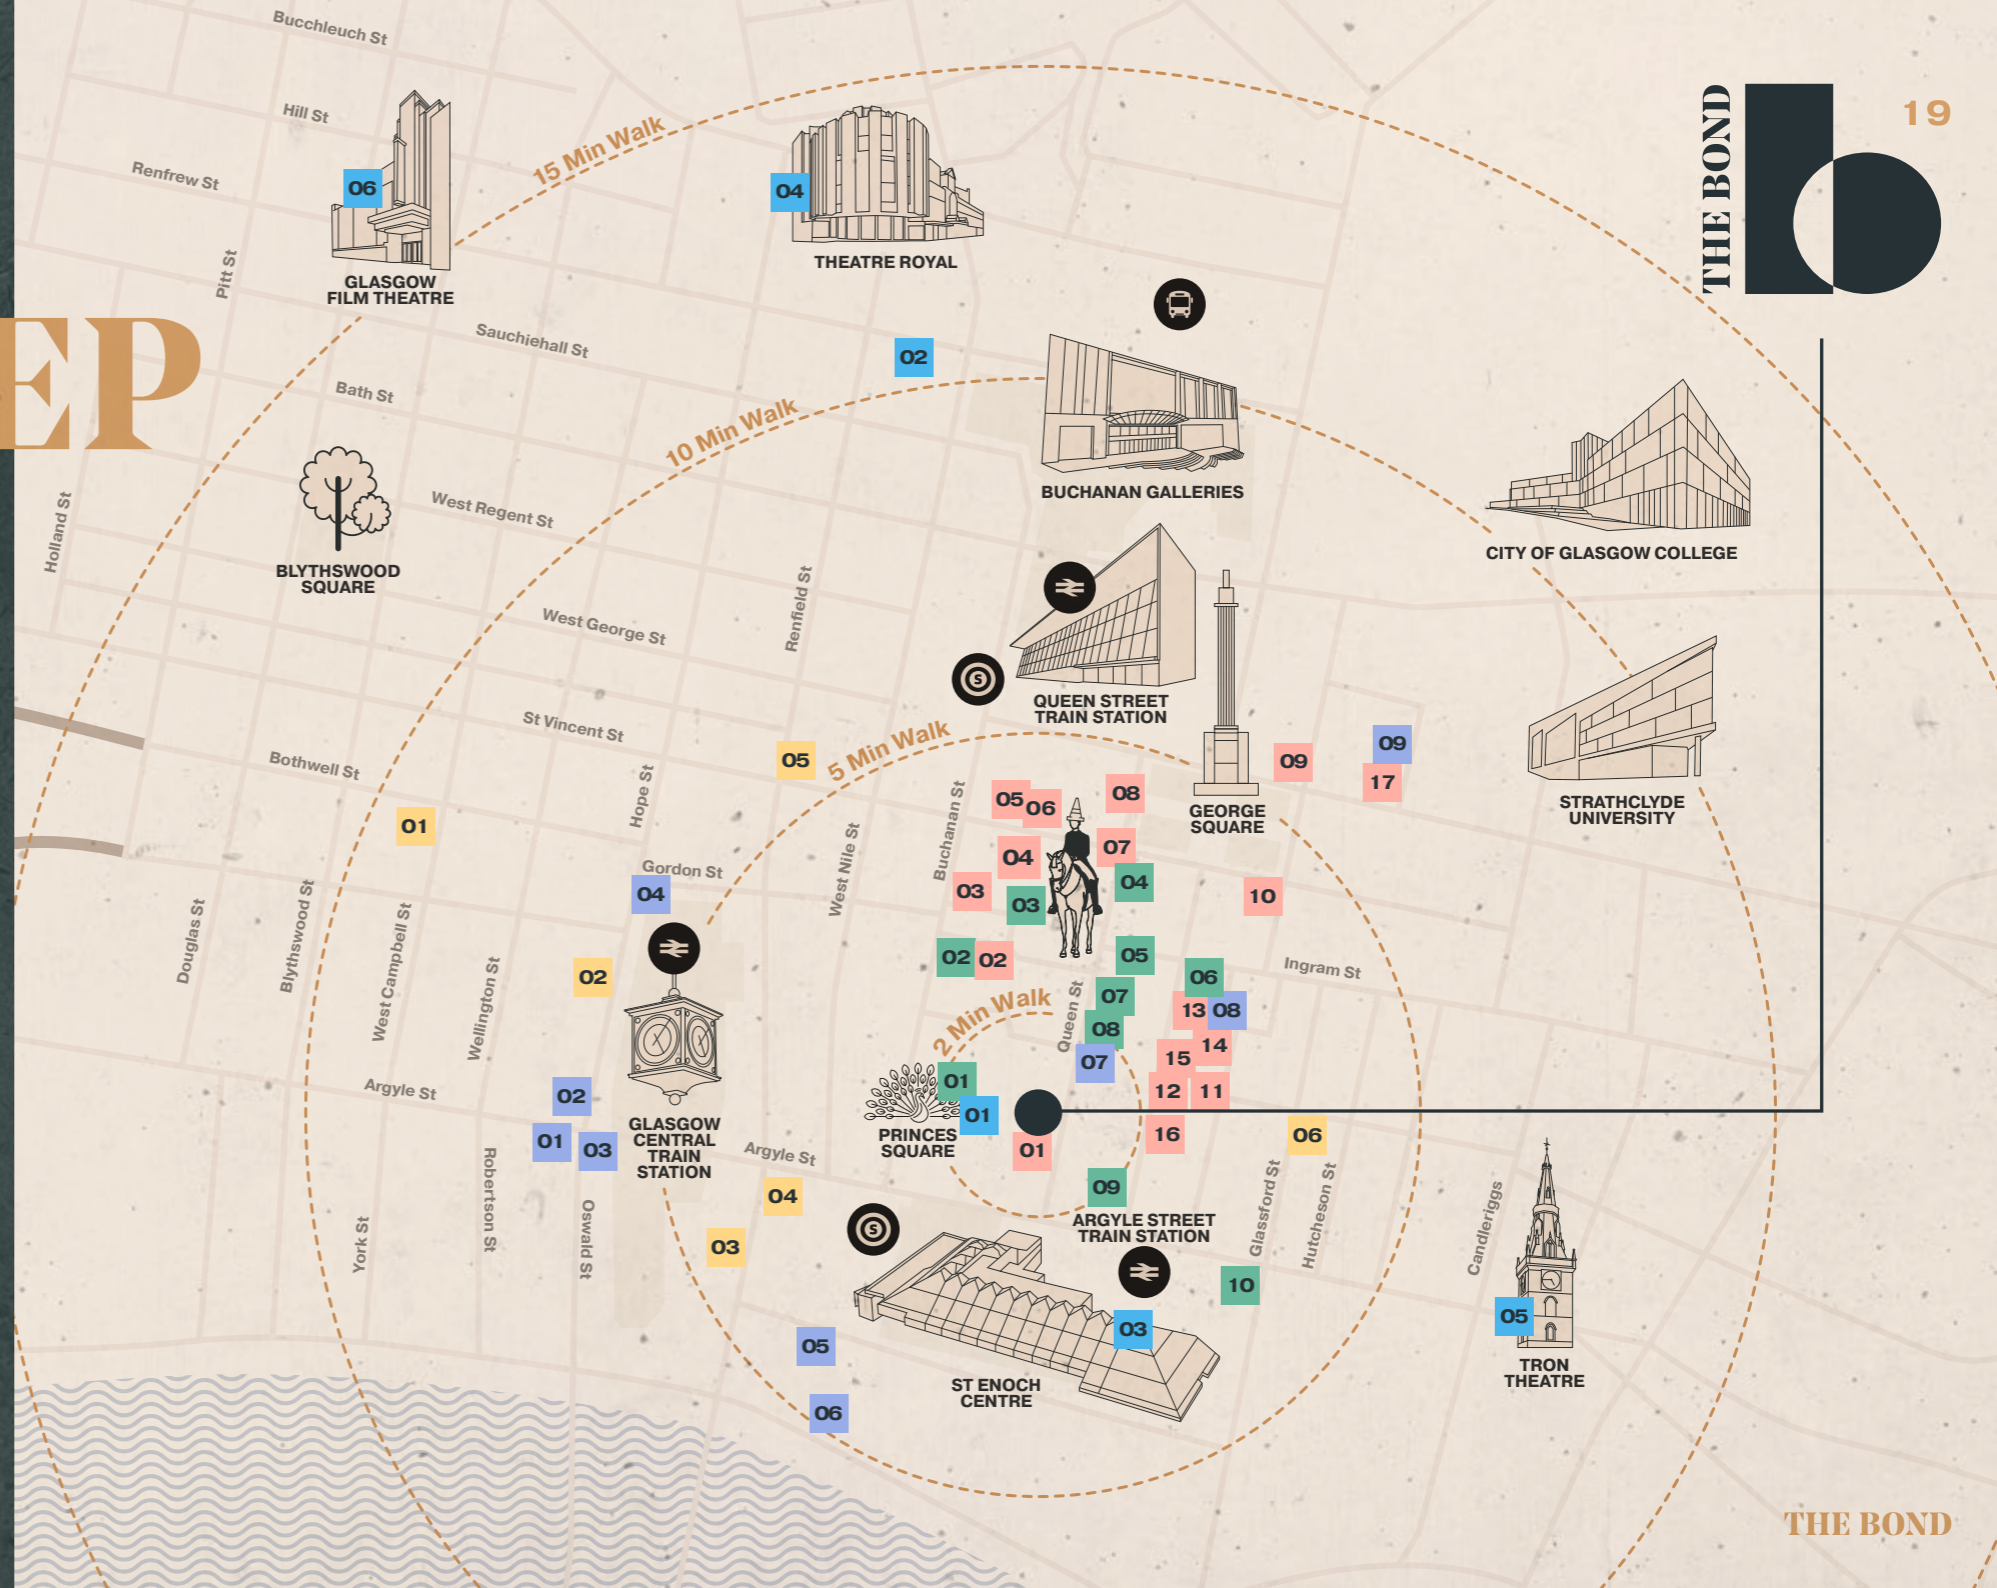 Bucchleuch St
THE BOND
19
Hill St
15 Min Walk
Renfrew St
06
04
Pitt St
THEATRE ROYAL
GLASGOW
FILM THEATRE
EP
Sauchiehall St
02
Bath St
10 Min Walk
West Regent St
BUCHANAN GALLERIES
Holland St
CITY OF GLASGOW COLLEGE
BLYTHSWOOD
SQUARE
Renfield St
West George St
S
QUEEN STREET
TRAIN STATION
St Vincent St
5 Min Walk
05
09
09
17
Bothwell St
Hope St
Buchanan St
05
06
08
GEORGE
SQUARE
STRATHCLYDE
UNIVERSITY
01
West Nile St
04
07
Gordon St
04
03
03
04
10
Douglas St
Blythswood St
West Campbell St
Wellington St
02
02
02
05
Ingram St
06
Queen St
07
2 Min Walk
13
08
08
14
07
15
Argyle St
01
12
11
02
01
GLASGOW
CENTRAL
TRAIN
STATION
PRINCES
SQUARE
01
16
06
01
03
Argyle St
Robertson St
Oswald St
York St
04
09
Glassford St
Hutcheson St
Candleriggs
S
ARGYLE STREET
TRAIN STATION
03
10
05
03
05
ST ENOCH
CENTRE
TRON
THEATRE
06
THE BOND